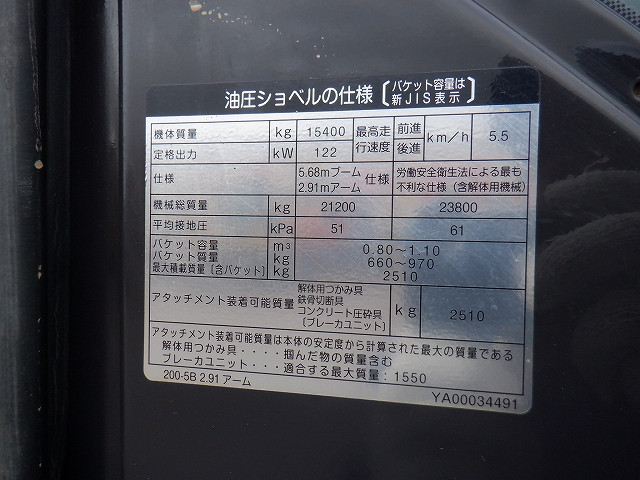 油圧ショベルの仕様〔バケット容量は新JIS表示〕
機体質量 kg 15400 最高走行速度 前進 後進 km/h 5.5
定格出力 kW 122
仕様 5.68mブーム 2.91mアーム 仕様 労働安全衛生法による最も不利な仕様(含解体用機械)
機械総質量 kg 21200 23800
平均接地圧 kPa 51 61
バケット容量 m³ 0.80〜1.10
バケット質量 kg 660〜970
最大積載質量〔含バケット〕 kg 2510
アタッチメント装着可能質量 解体用つかみ具 鉄骨切断具 コンクリート圧砕具〔ブレーカユニット〕 kg 2510
アタッチメント装着可能質量は本体の安定度から計算された最大の質量である
解体用つかみ具・・・・掴んだ物の質量含む
ブレーカユニット・・・・適合する最大質量:1550
200-5B 2.91 アーム
YA00034491